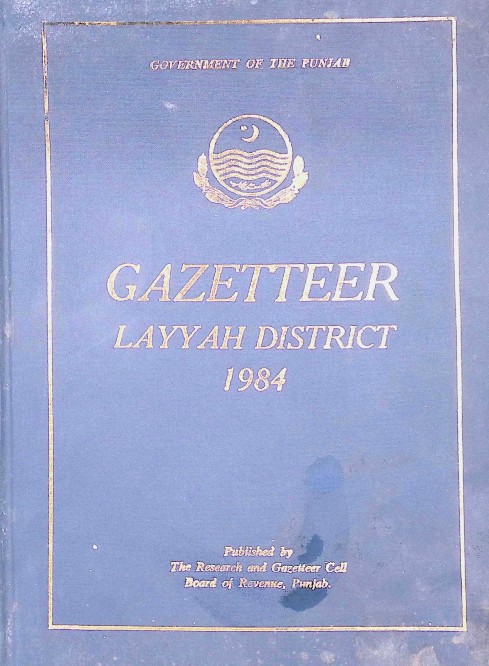 GOVERNMENT OF THE PUNJAB
GAZETTEER
LAYYAH DISTRICT
1984
Published by
The Research and Gazetteer Cell
Board of Revenue, Punjab.